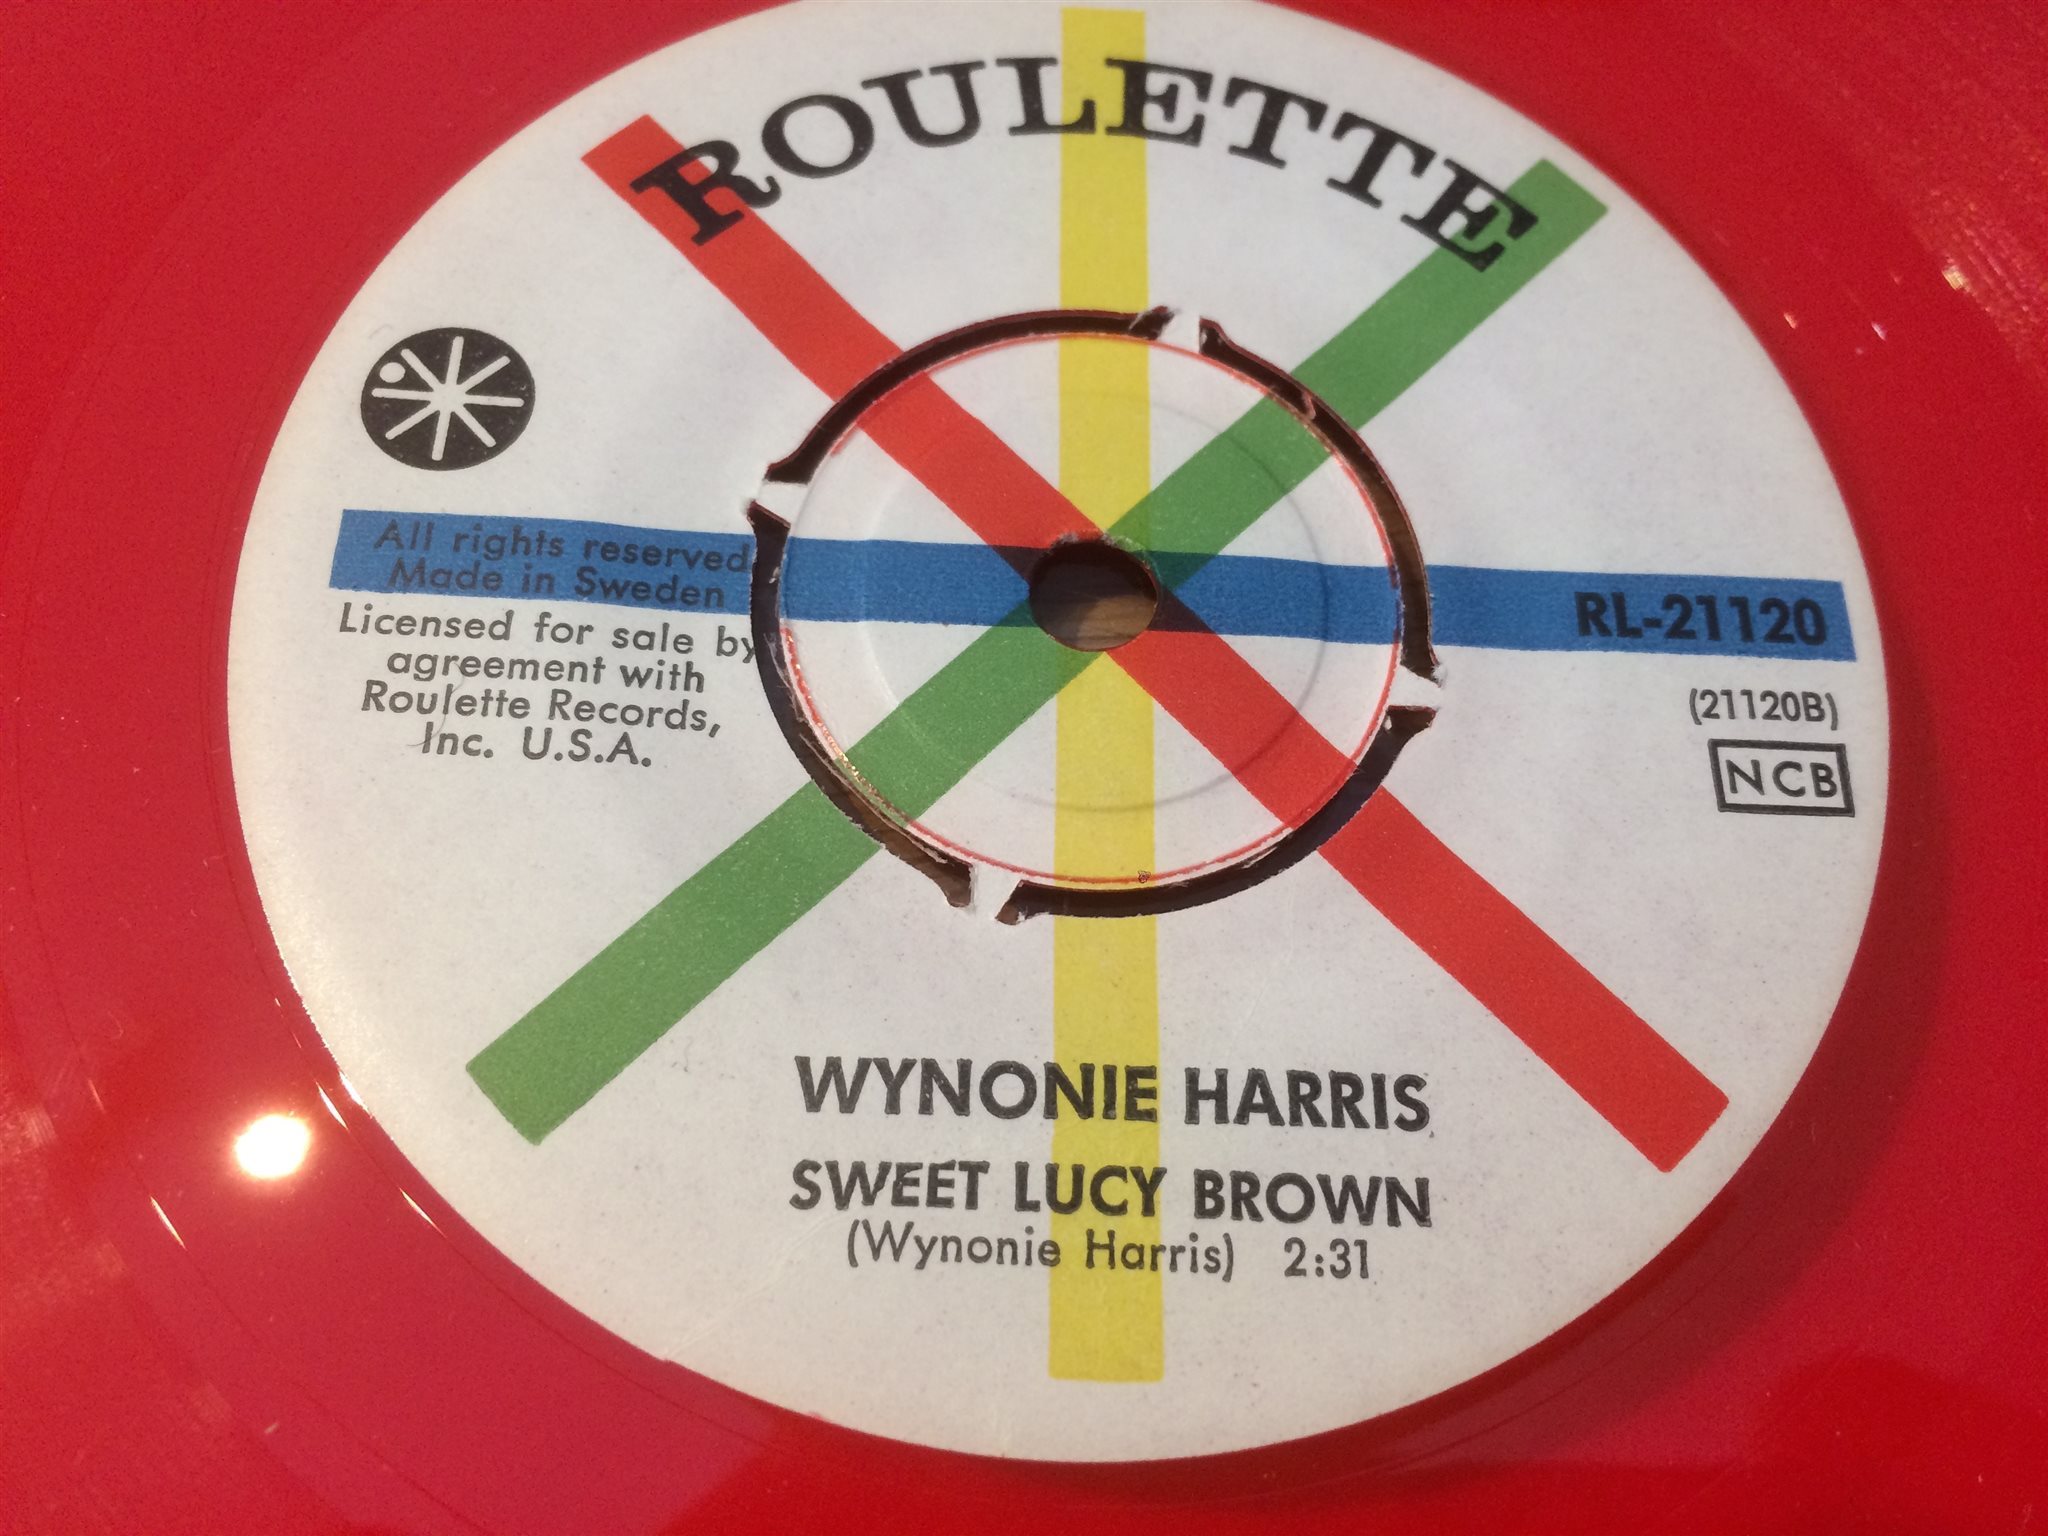 ROULETTE
All rights reserved
Made in Sweden
Licensed for sale by
agreement with
Roulette Records,
Inc. U.S.A.
RL-21120
(21120B)
NCB
WYNONIE HARRIS
SWEET LUCY BROWN
(Wynonie Harris) 2:31